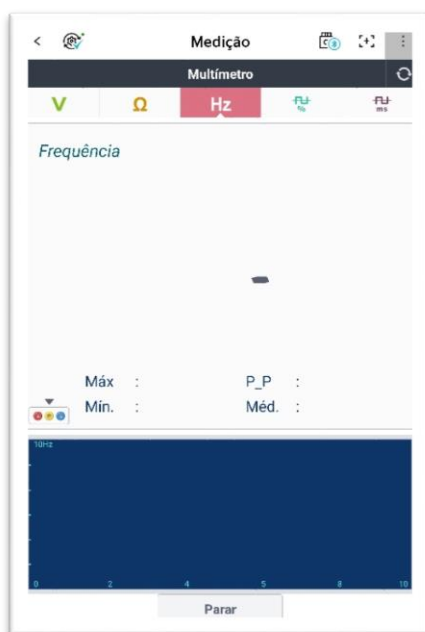 Medição
Multímetro
V Ω Hz % ms
Frequência
-
Máx : P_P :
Mín. : Méd. :
10Hz
0 2 4 5 8 10
Parar